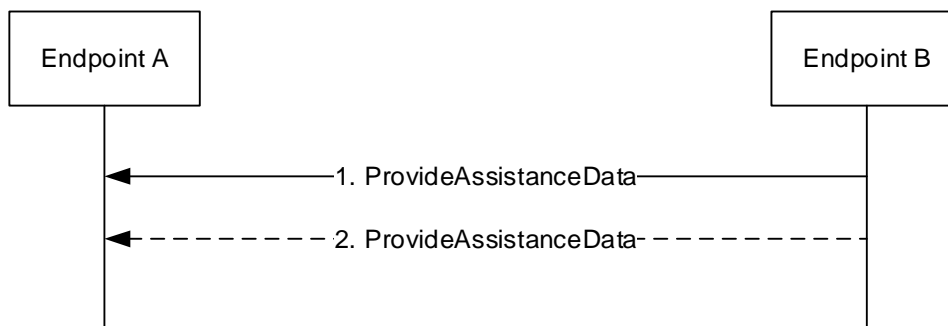 Endpoint A
Endpoint B
1. ProvideAssistanceData
2. ProvideAssistanceData